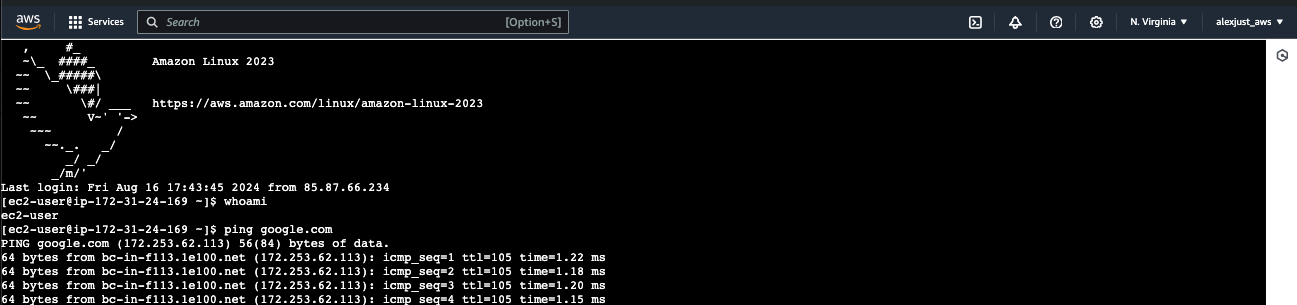 aws Services Search [Option+S] N. Virginia alexjust_aws
   ,     #_
   ~\_  ####_        Amazon Linux 2023
  ~~  \_#####\
  ~~     \###|
  ~~       \#/ ___   https://aws.amazon.com/linux/amazon-linux-2023
   ~~       V~' '->
    ~~~         /
      ~~._.   _/
         _/ _/
       _/m/'
Last login: Fri Aug 16 17:43:45 2024 from 85.87.66.234
[ec2-user@ip-172-31-24-169 ~]$ whoami
ec2-user
[ec2-user@ip-172-31-24-169 ~]$ ping google.com
PING google.com (172.253.62.113) 56(84) bytes of data.
64 bytes from bc-in-f113.1e100.net (172.253.62.113): icmp_seq=1 ttl=105 time=1.22 ms
64 bytes from bc-in-f113.1e100.net (172.253.62.113): icmp_seq=2 ttl=105 time=1.18 ms
64 bytes from bc-in-f113.1e100.net (172.253.62.113): icmp_seq=3 ttl=105 time=1.20 ms
64 bytes from bc-in-f113.1e100.net (172.253.62.113): icmp_seq=4 ttl=105 time=1.15 ms